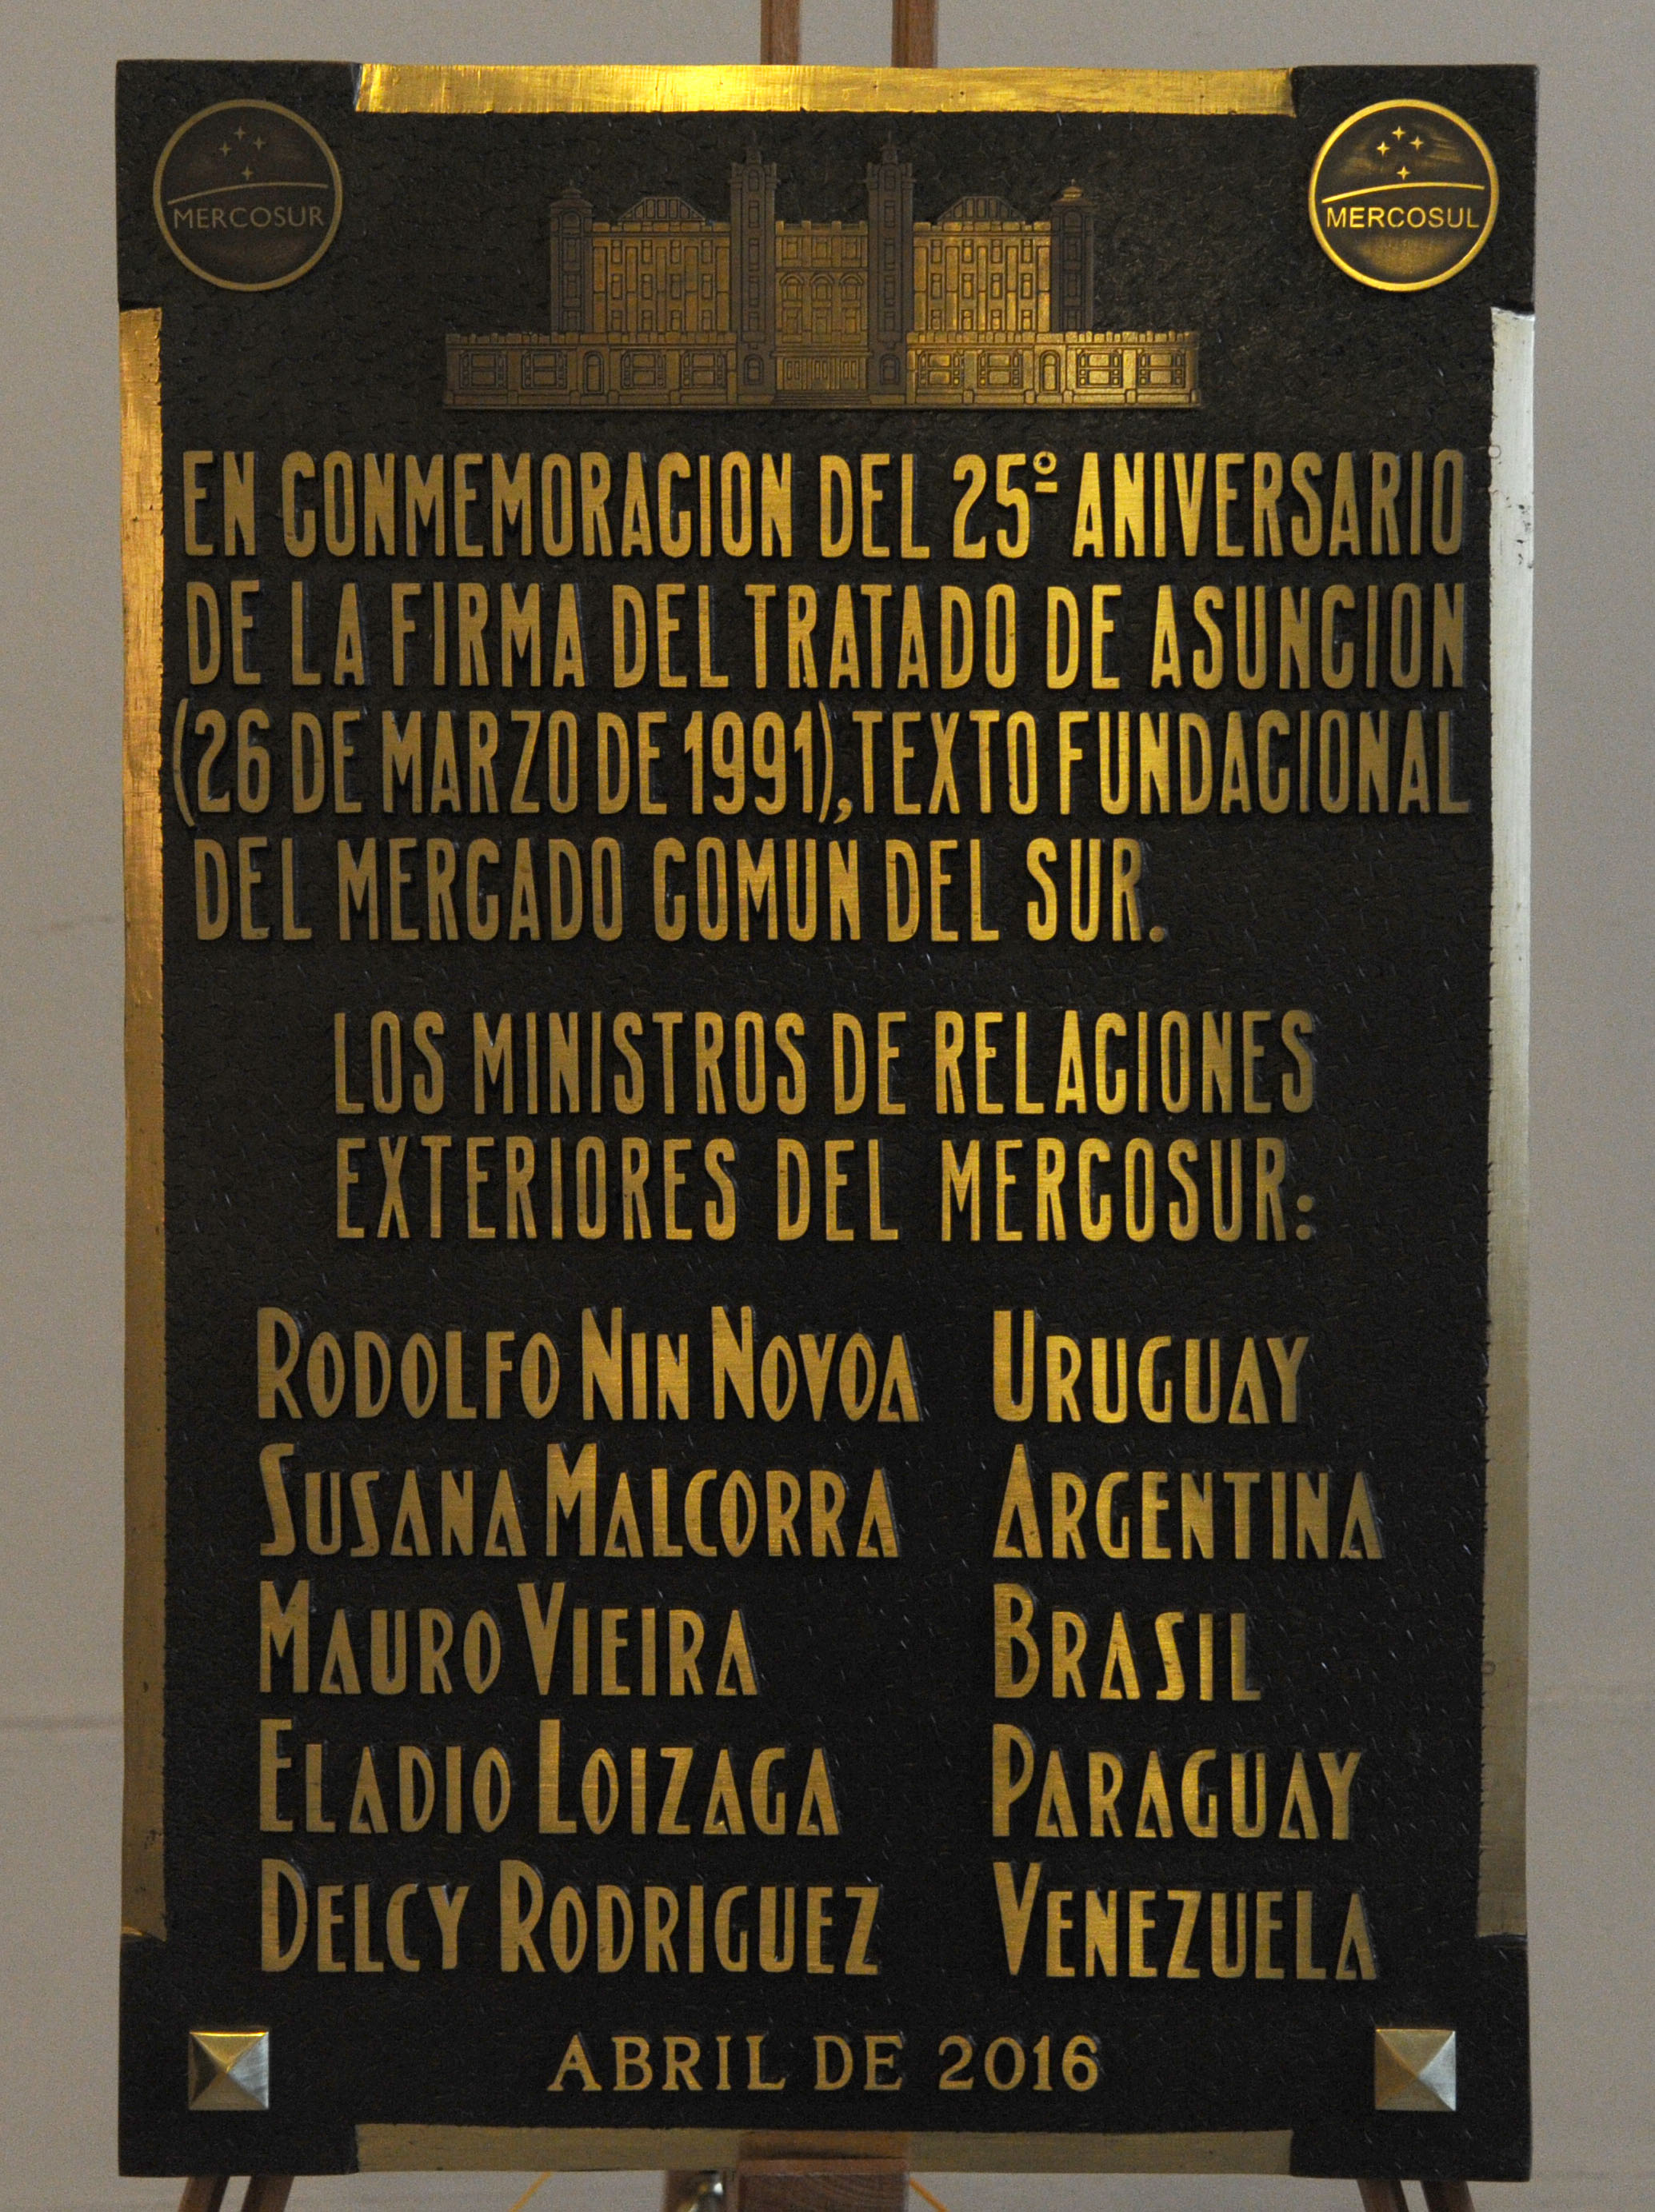 MERCOSUR
MERCOSUL
EN CONMEMORACION DEL 25º ANIVERSARIO
DE LA FIRMA DEL TRATADO DE ASUNCION
(26 DE MARZO DE 1991), TEXTO FUNDACIONAL
DEL MERCADO COMUN DEL SUR.
LOS MINISTROS DE RELACIONES
EXTERIORES DEL MERCOSUR:
RODOLFO NIN NOVOA URUGUAY
SUSANA MALCORRA ARGENTINA
MAURO VIEIRA BRASIL
ELADIO LOIZAGA PARAGUAY
DELCY RODRIGUEZ VENEZUELA
ABRIL DE 2016